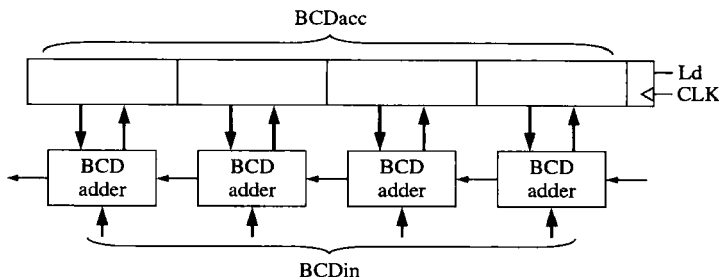 BCDacc
Ld
CLK
BCD
adder
BCD
adder
BCD
adder
BCD
adder
BCDin